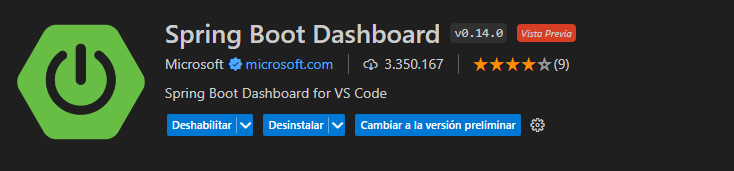 Spring Boot Dashboard v0.14.0 Vista Previa
Microsoft microsoft.com 3.350.167 (9)
Spring Boot Dashboard for VS Code
Deshabilitar Desinstalar Cambiar a la versión preliminar